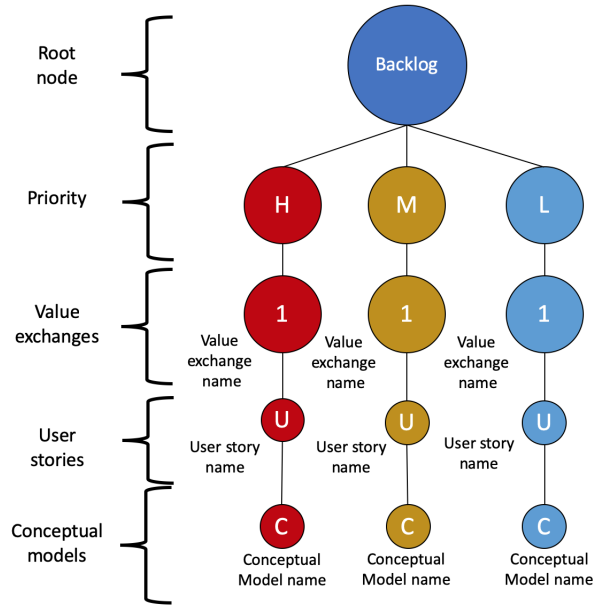 Root
node
Backlog
Priority
H
M
L
Value
exchanges
1
1
1
Value
exchange
name
Value
exchange
name
Value
exchange
name
User
stories
U
U
U
User story
name
User story
name
User story
name
Conceptual
models
C
C
C
Conceptual
Model name
Conceptual
Model name
Conceptual
Model name